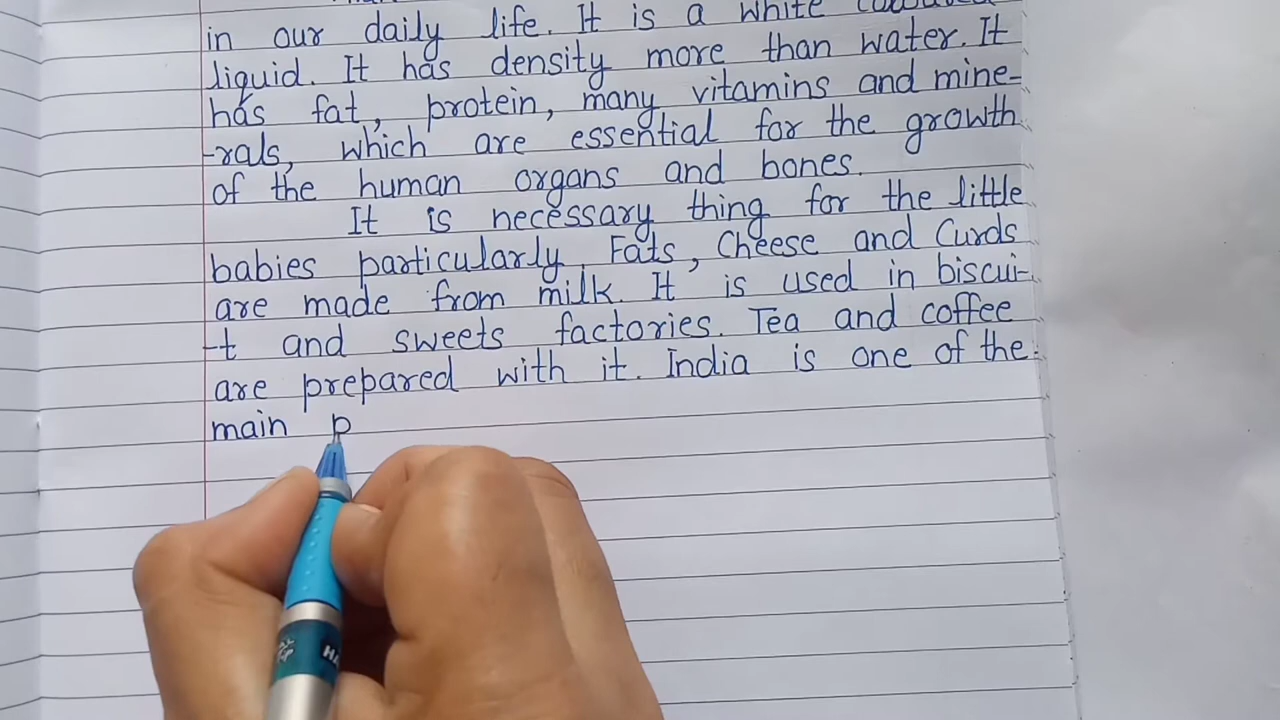 in our daily life. It is a white
liquid. It has density more than water. It
has fat, protein, many vitamins and mine-
-rals, which are essential for the growth
of the human organs and bones.
It is necessary thing for the little
babies particularly. Fats, Cheese and Curds
are made from milk. It is used in biscui-
-t and sweets factories. Tea and coffee
are prepared with it. India is one of the
main p